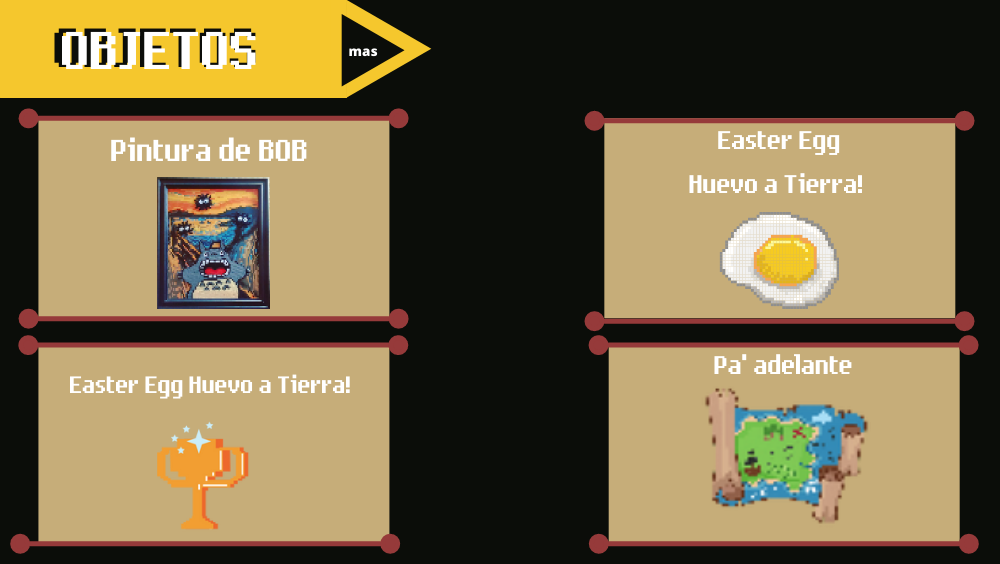 OBJETOS
mas
Pintura de BOB
Easter Egg
Huevo a Tierra!
Easter Egg Huevo a Tierra!
Pa' adelante